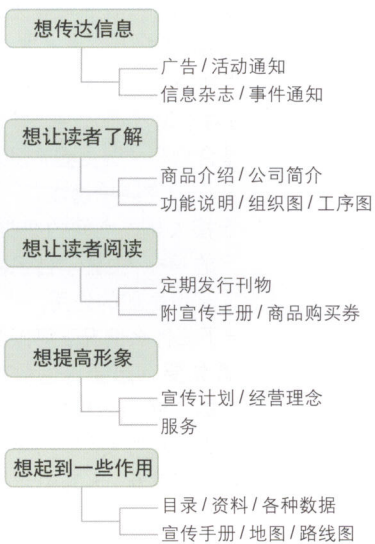 想传达信息
广告/活动通知
信息杂志/事件通知
想让读者了解
商品介绍/公司简介
功能说明/组织图/工序图
想让读者阅读
定期发行刊物
附宣传手册/商品购买券
想提高形象
宣传计划/经营理念
服务
想起到一些作用
目录/资料/各种数据
宣传手册/地图/路线图